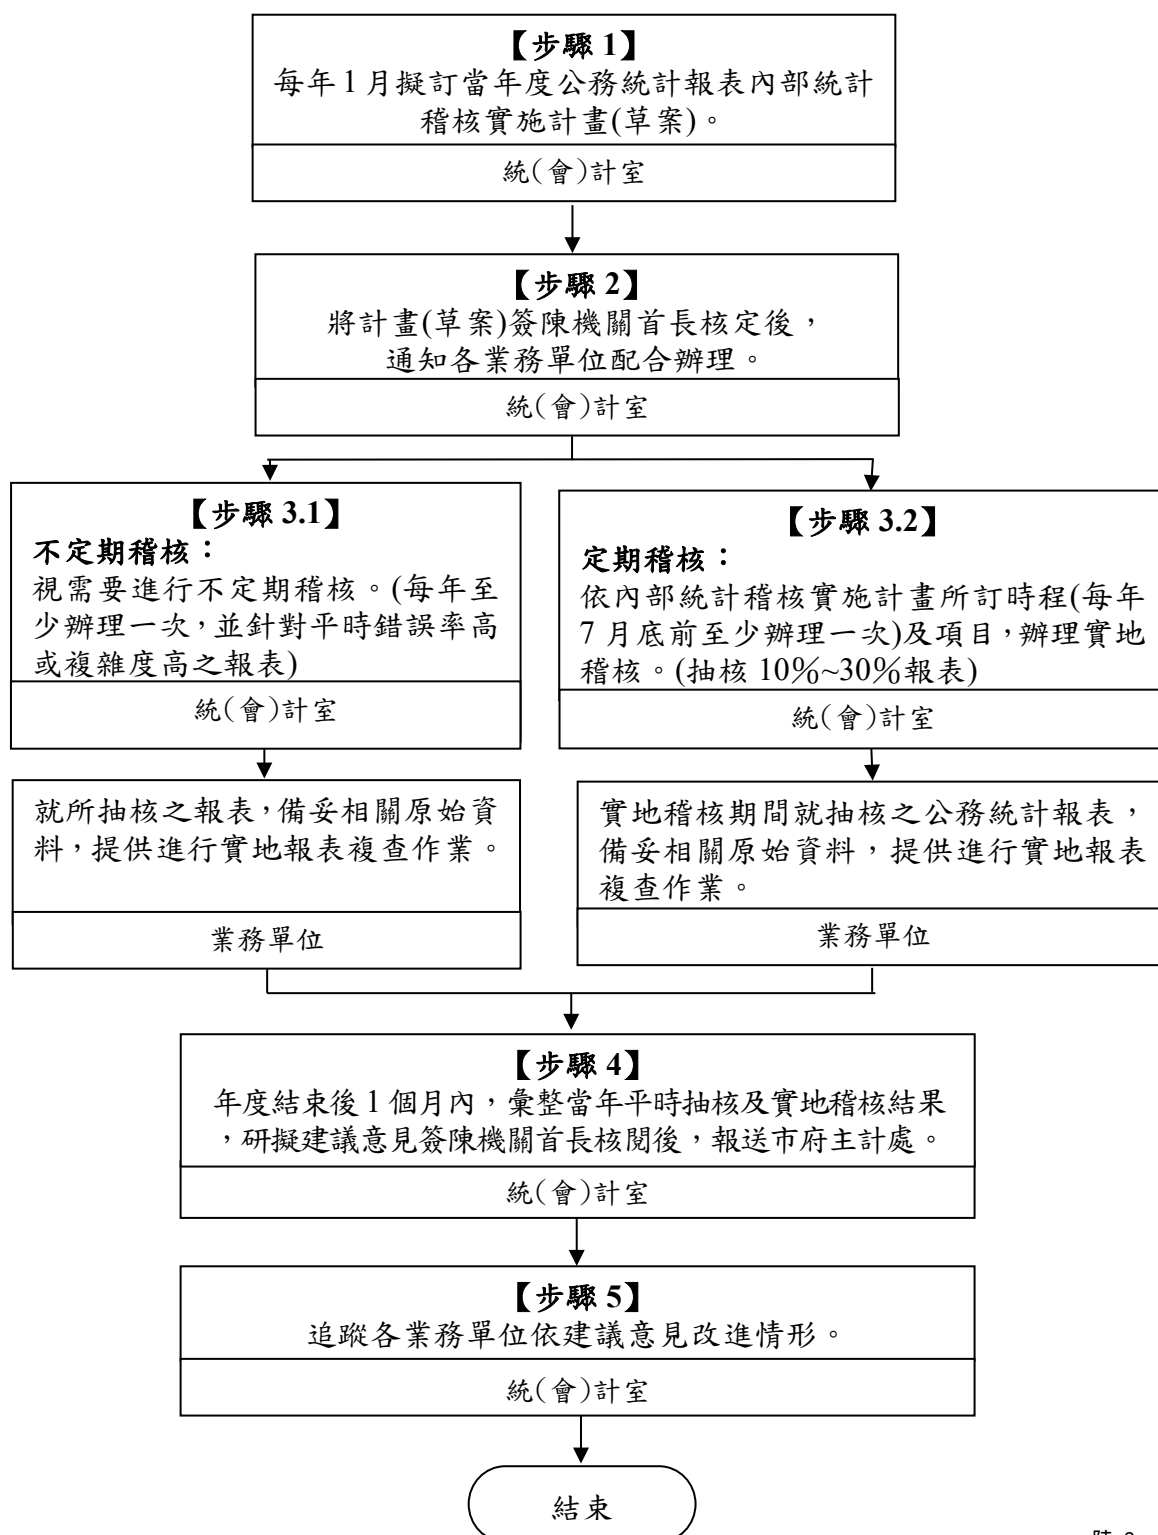 【步驟 1】
每年 1 月擬訂當年度公務統計報表內部統計
稽核實施計畫(草案)。
統(會)計室
【步驟 2】
將計畫(草案)簽陳機關首長核定後，
通知各業務單位配合辦理。
統(會)計室
【步驟 3.1】
不定期稽核：
視需要進行不定期稽核。(每年至
少辦理一次，並針對平時錯誤率高
或複雜度高之報表)
統(會)計室
就所抽核之報表，備妥相關原始資
料，提供進行實地報表複查作業。
業務單位
【步驟 3.2】
定期稽核：
依內部統計稽核實施計畫所訂時程(每年
7 月底前至少辦理一次)及項目，辦理實地
稽核。(抽核 10%~30%報表)
統(會)計室
實地稽核期間就抽核之公務統計報表，
備妥相關原始資料，提供進行實地報表
複查作業。
業務單位
【步驟 4】
年度結束後 1 個月內，彙整當年平時抽核及實地稽核結果
，研擬建議意見簽陳機關首長核閱後，報送市府主計處。
統(會)計室
【步驟 5】
追蹤各業務單位依建議意見改進情形。
統(會)計室
結束